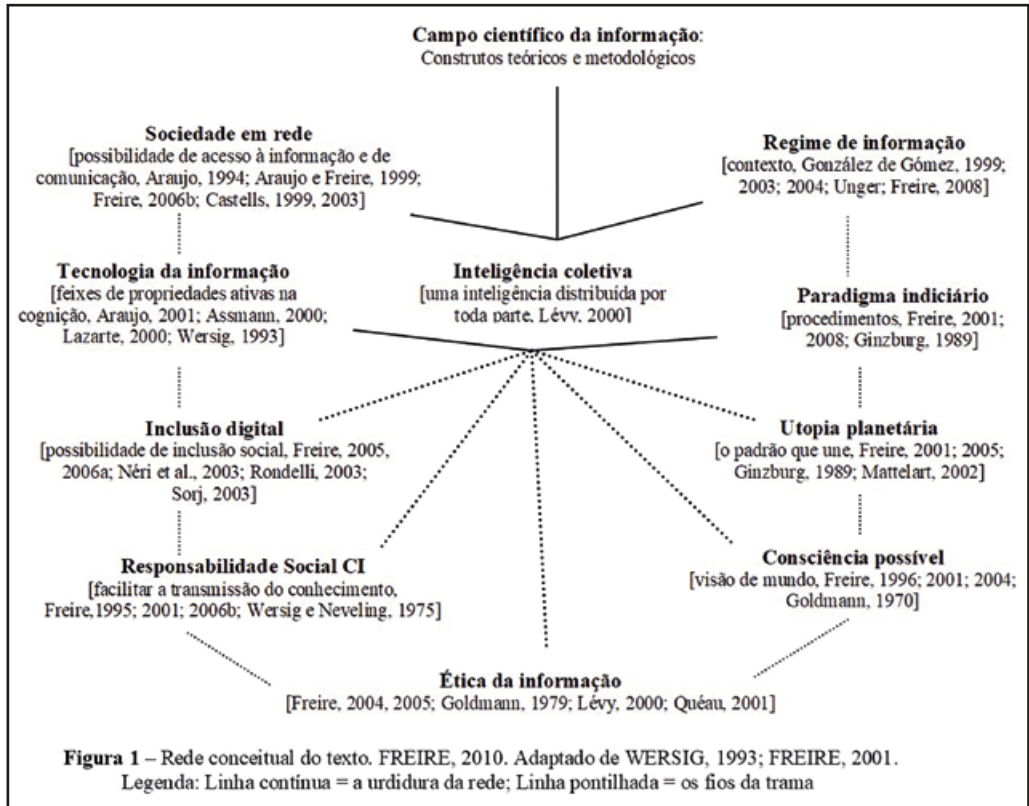 Campo científico da informação:
Construtos teóricos e metodológicos
Sociedade em rede
[possibilidade de acesso à informação e de
comunicação, Araujo, 1994; Araujo e Freire, 1999;
Freire, 2006b; Castells, 1999, 2003]
Regime de informação
[contexto, González de Gómez, 1999;
2003; 2004; Unger; Freire, 2008]
Tecnologia da informação
[feixes de propriedades ativas na
cognição, Araujo, 2001; Assmann, 2000;
Lazarte, 2000; Wersig, 1993]
Inteligência coletiva
[uma inteligência distribuída por
toda parte, Lévy, 2000]
Paradigma indiciário
[procedimentos, Freire, 2001;
2008; Ginzburg, 1989]
Inclusão digital
[possibilidade de inclusão social, Freire, 2005,
2006a; Néri et al., 2003; Rondelli, 2003;
Sorj, 2003]
Utopia planetária
[o padrão que une, Freire, 2001; 2005;
Ginzburg, 1989; Mattelart, 2002]
Responsabilidade Social CI
[facilitar a transmissão do conhecimento,
Freire,1995; 2001; 2006b; Wersig e Neveling, 1975]
Consciência possível
[visão de mundo, Freire, 1996; 2001; 2004;
Goldmann, 1970]
Ética da informação
[Freire, 2004, 2005; Goldmann, 1979; Lévy, 2000; Quéau, 2001]
Figura 1 – Rede conceitual do texto. FREIRE, 2010. Adaptado de WERSIG, 1993; FREIRE, 2001.
Legenda: Linha contínua = a urdidura da rede; Linha pontilhada = os fios da trama